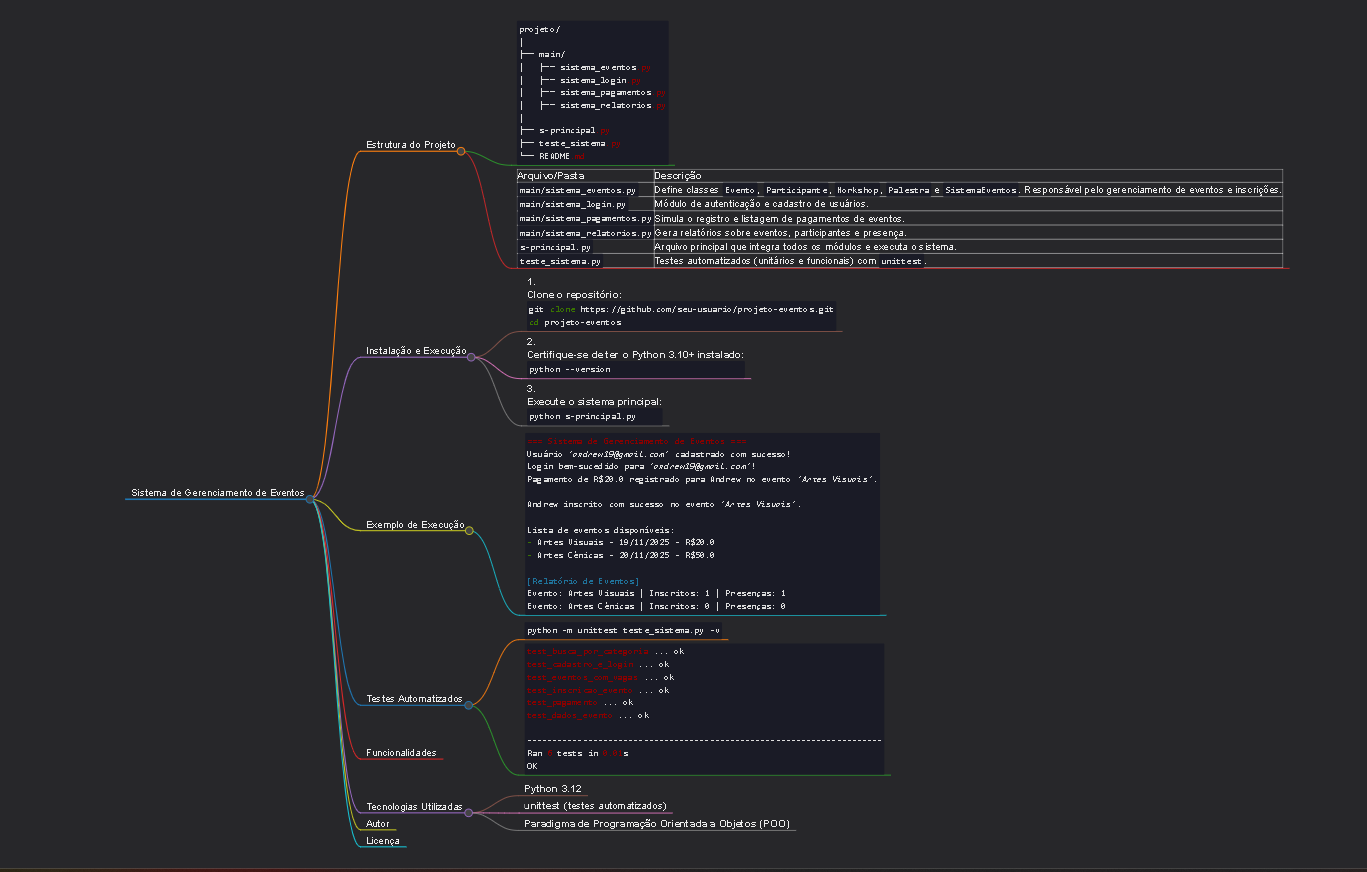 Sistema de Gerenciamento de Eventos
Estrutura do Projeto
projeto/
│
├── main/
│   ├── sistema_eventos.py
│   ├── sistema_login.py
│   ├── sistema_pagamentos.py
│   ├── sistema_relatorios.py
│
├── s-principal.py
├── teste_sistema.py
└── README.md
Arquivo/Pasta Descrição
main/sistema_eventos.py Define classes Evento, Participante, Workshop, Palestra e SistemaEventos. Responsável pelo gerenciamento de eventos e inscrições.
main/sistema_login.py Módulo de autenticação e cadastro de usuários.
main/sistema_pagamentos.py Simula o registro e listagem de pagamentos de eventos.
main/sistema_relatorios.py Gera relatórios sobre eventos, participantes e presença.
s-principal.py Arquivo principal que integra todos os módulos e executa o sistema.
teste_sistema.py Testes automatizados (unitários e funcionais) com unittest.
Instalação e Execução
1.
Clone o repositório:
git clone https://github.com/seu-usuario/projeto-eventos.git
cd projeto-eventos
2.
Certifique-se de ter o Python 3.10+ instalado:
python --version
3.
Execute o sistema principal:
python s-principal.py
Exemplo de Execução
=== Sistema de Gerenciamento de Eventos ===
Usuário 'andrew19@gmail.com' cadastrado com sucesso!
Login bem-sucedido para 'andrew19@gmail.com'!
Pagamento de R$20.0 registrado para Andrew no evento 'Artes Visuais'.
Andrew inscrito com sucesso no evento 'Artes Visuais'.
Lista de eventos disponíveis:
- Artes Visuais - 19/11/2025 - R$20.0
- Artes Cênicas - 20/11/2025 - R$50.0
[Relatório de Eventos]
Evento: Artes Visuais | Inscritos: 1 | Presenças: 1
Evento: Artes Cênicas | Inscritos: 0 | Presenças: 0
Testes Automatizados
python -m unittest teste_sistema.py -v
test_busca_por_categoria ... ok
test_cadastro_e_login ... ok
test_eventos_com_vagas ... ok
test_inscricao_evento ... ok
test_pagamento ... ok
test_dados_evento ... ok
----------------------------------------------------------------------
Ran tests in s
OK
Funcionalidades
Tecnologias Utilizadas
Python 3.12
unittest (testes automatizados)
Paradigma de Programação Orientada a Objetos (POO)
Autor
Licença